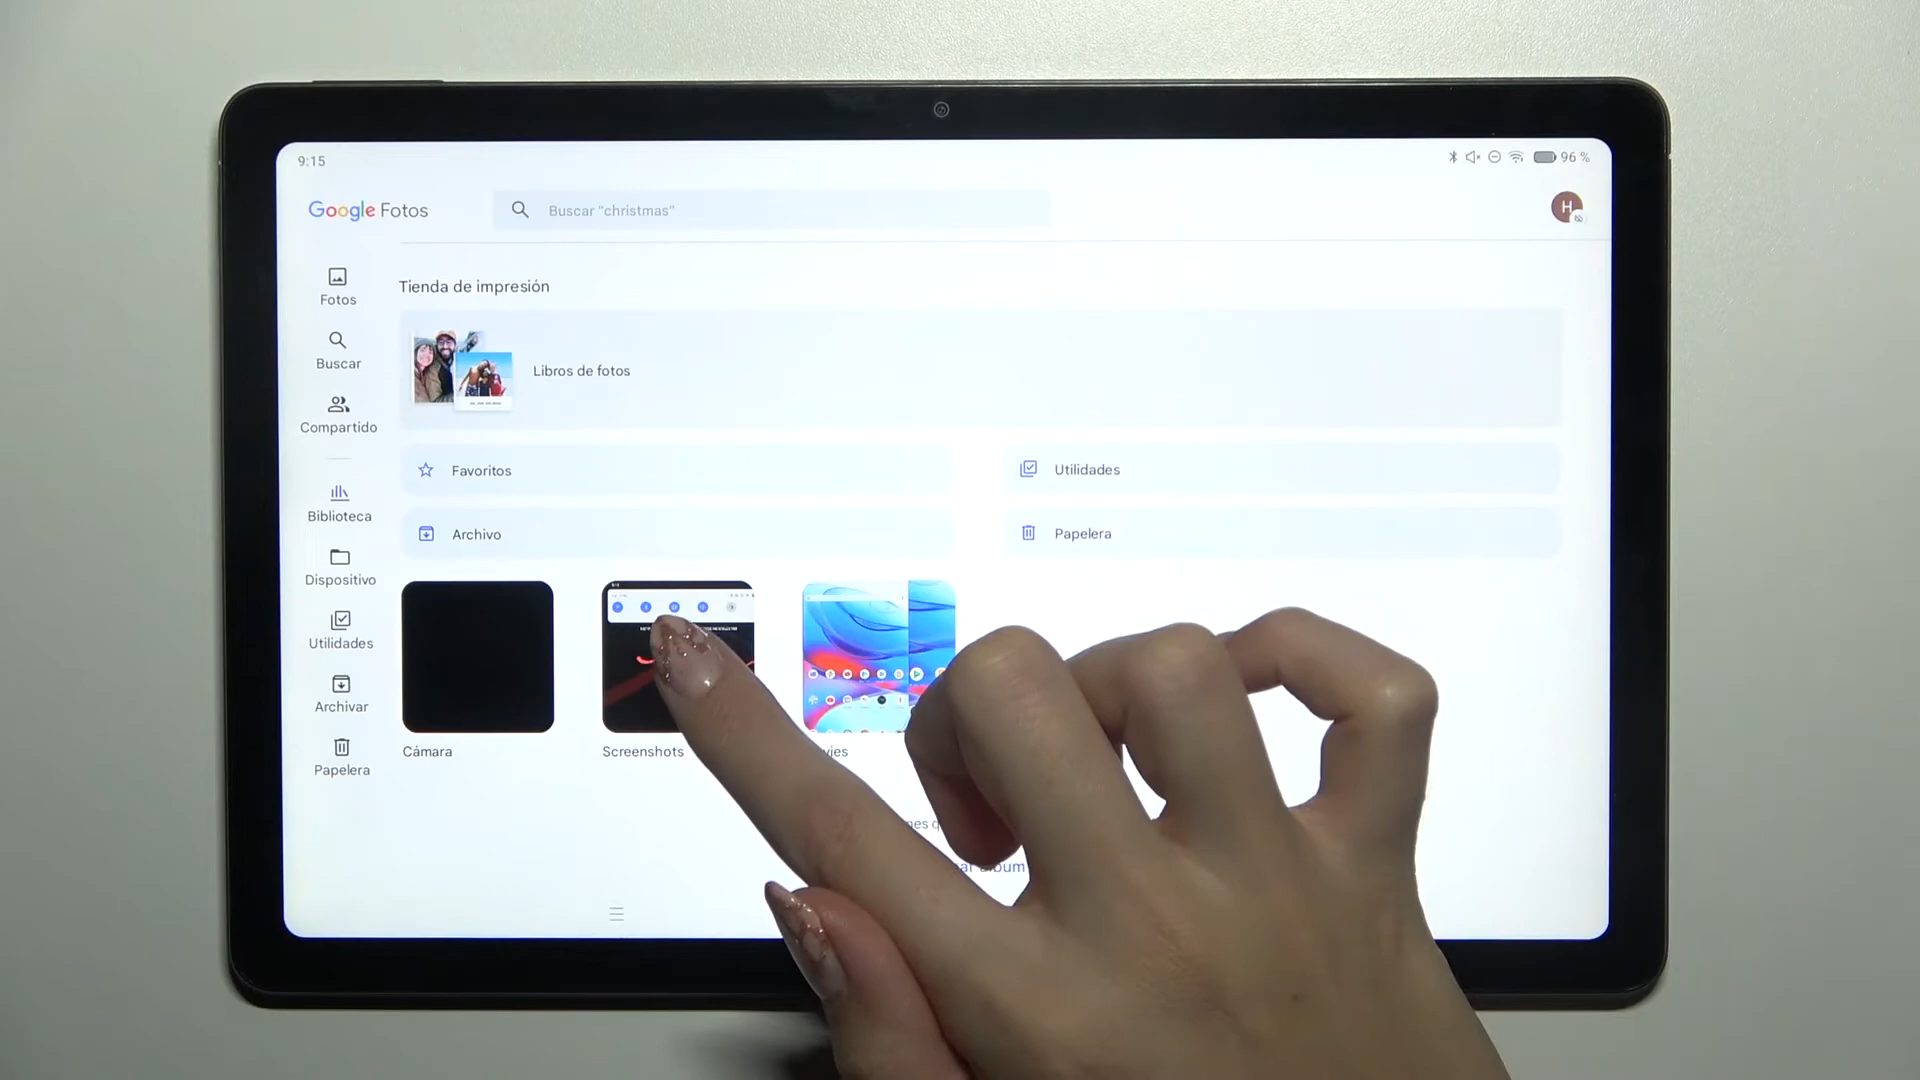 9:15
96 %
Google Fotos
Buscar "christmas"
H
Fotos
Buscar
Compartido
Biblioteca
Dispositivo
Utilidades
Archivar
Papelera
Tienda de impresión
Libros de fotos
Favoritos
Utilidades
Archivo
Papelera
Cámara
Screenshots
álbum